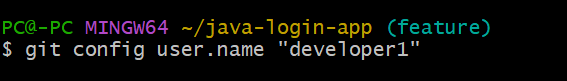 PC@-PC MINGW64 ~/java-login-app (feature)
$ git config user.name "developer1"